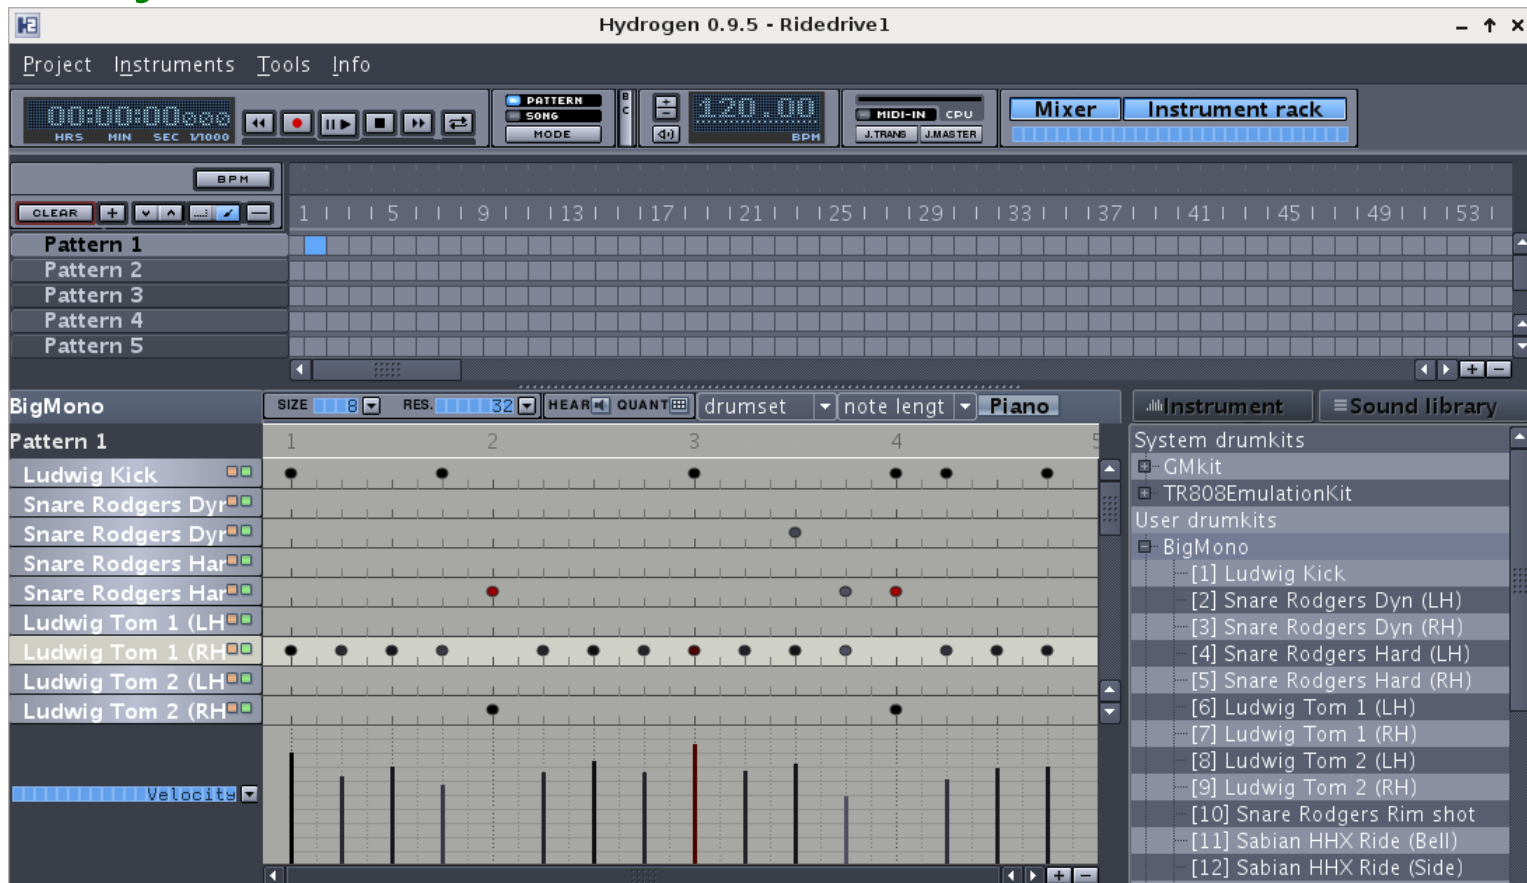 Hydrogen 0.9.5 - Ridedrive1
Project Instruments Tools Info
00:00:00000
HRS MIN SEC 1/1000
PATTERN
SONG
MODE
B
C
120.00
BPM
MIDI-IN CPU
J.TRANS J.MASTER
Mixer Instrument rack
BPM
CLEAR
1 5 9 13 17 21 25 29 33 37 41 45 49 53
Pattern 1
Pattern 2
Pattern 3
Pattern 4
Pattern 5
BigMono
SIZE 8 RES. 32 HEAR QUANT drumset note lengt Piano
Instrument Sound library
Pattern 1
1 2 3 4 5
Ludwig Kick
Snare Rodgers Dyr
Snare Rodgers Dyr
Snare Rodgers Har
Snare Rodgers Har
Ludwig Tom 1 (LH
Ludwig Tom 1 (RH
Ludwig Tom 2 (LH
Ludwig Tom 2 (RH
Velocity
System drumkits
GMkit
TR808EmulationKit
User drumkits
BigMono
[1] Ludwig Kick
[2] Snare Rodgers Dyn (LH)
[3] Snare Rodgers Dyn (RH)
[4] Snare Rodgers Hard (LH)
[5] Snare Rodgers Hard (RH)
[6] Ludwig Tom 1 (LH)
[7] Ludwig Tom 1 (RH)
[8] Ludwig Tom 2 (LH)
[9] Ludwig Tom 2 (RH)
[10] Snare Rodgers Rim shot
[11] Sabian HHX Ride (Bell)
[12] Sabian HHX Ride (Side)